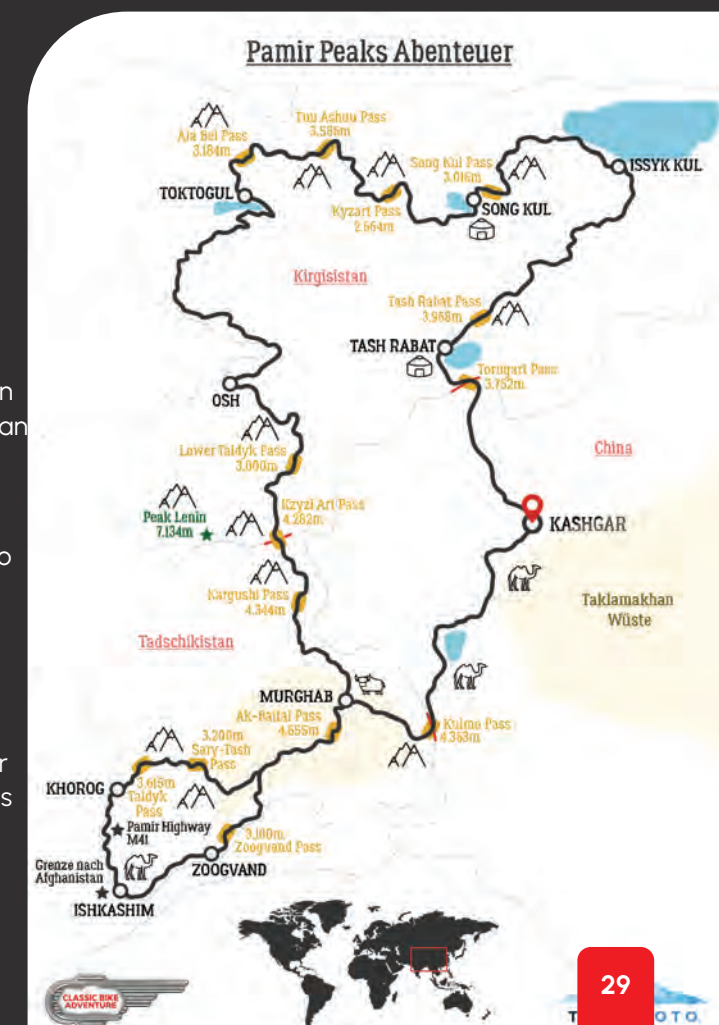 Pamir Peaks Abenteuer
Ala Bel Pass
3.184m
Tuu Ashuu Pass
3.586m
Song Kul Pass
3.016m
ISSYK KUL
TOKTOGUL
Kyzart Pass
2.664m
SONG KUL
Kirgisistan
Tash Rabat Pass
3.968m
TASH RABAT
Torugart Pass
3.752m
n
an
OSH
Lower Taldyk Pass
3.000m
China
Peak Lenin
7.134m
Kzyzl Art Pass
4.282m
KASHGAR
Kargushi Pass
4.344m
Taklamakhan
Wüste
Tadschikistan
MURGHAB
Ak-Baital Pass
4.655m
Kulma Pass
4.363m
3.200m
Sary-Tash
Pass
r
s
KHOROG
3.615m
Taldyk
Pass
Pamir Highway
M41
3.100m
Zoogvand Pass
Grenze nach
Afghanistan
ZOOGVAND
ISHKASHIM
CLASSIC BIKE
ADVENTURE
29
T
OTO